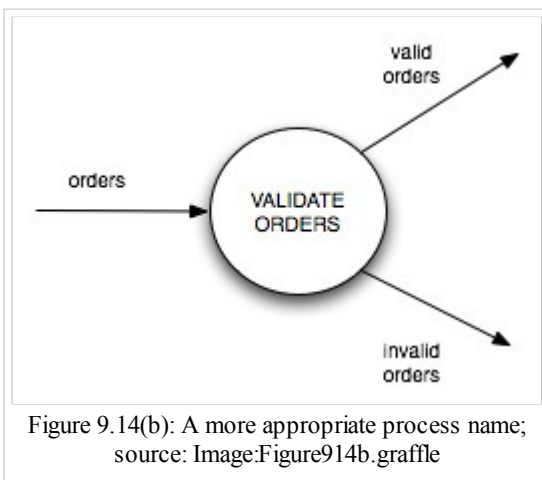 valid
orders
orders
VALIDATE
ORDERS
invalid
orders
Figure 9.14(b): A more appropriate process name;
source: Image:Figure914b.graffle